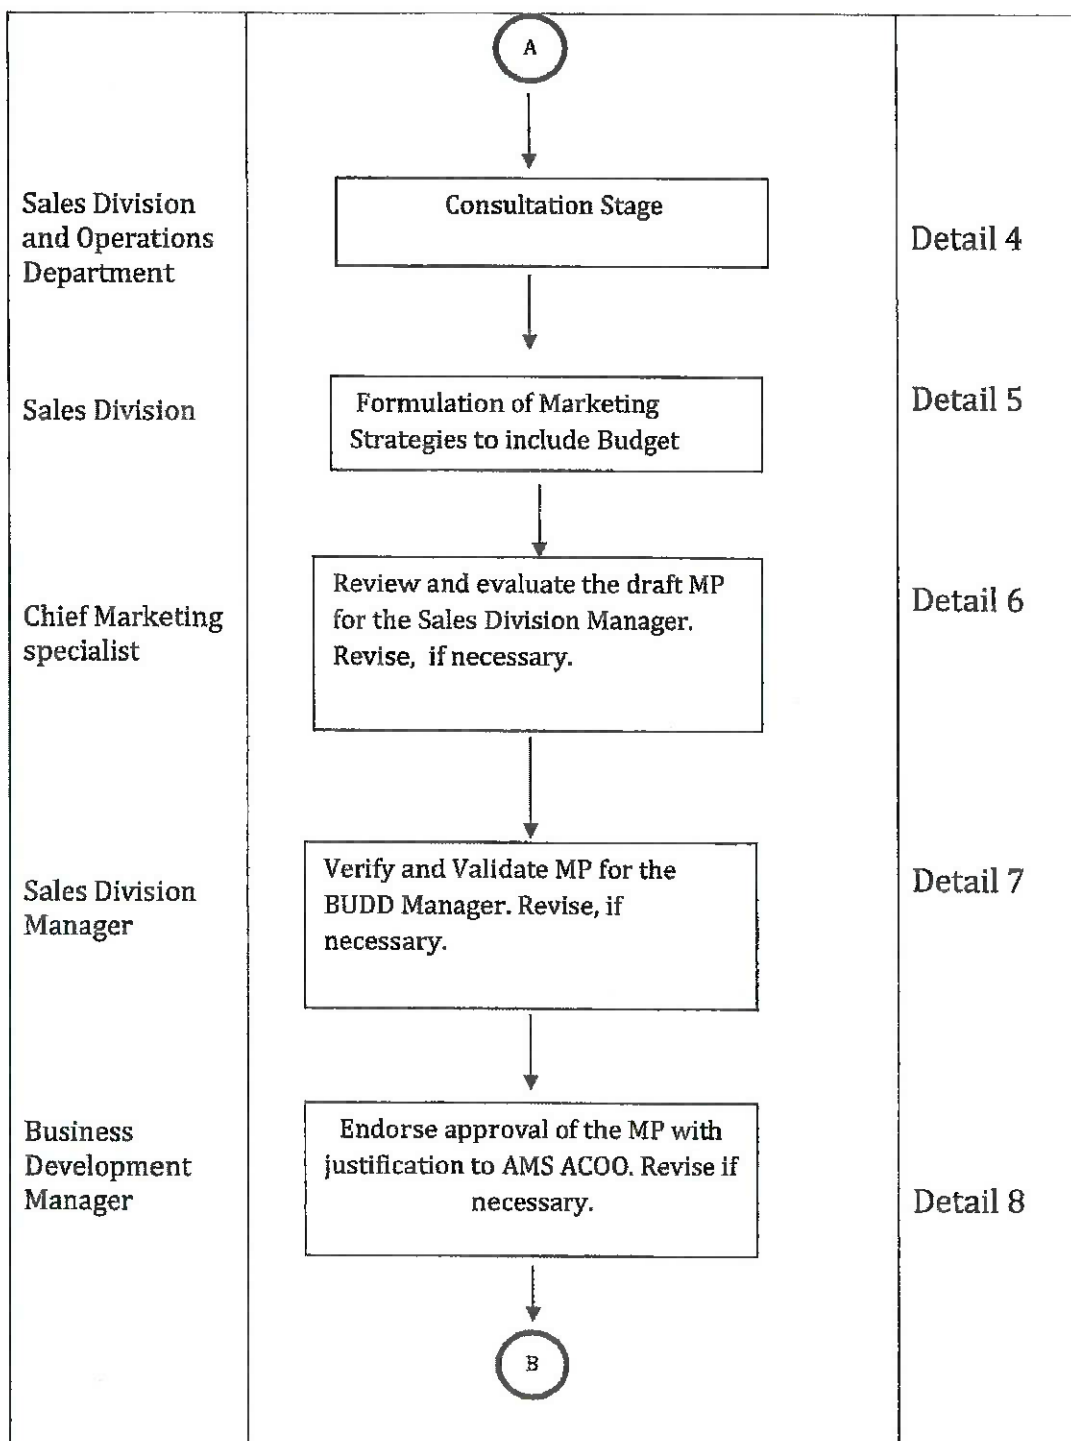 A
Sales Division
and Operations
Department
Consultation Stage
Detail 4
Sales Division
Formulation of Marketing
Strategies to include Budget
Detail 5
Chief Marketing
specialist
Review and evaluate the draft MP
for the Sales Division Manager.
Revise, if necessary.
Detail 6
Sales Division
Manager
Verify and Validate MP for the
BUDD Manager. Revise, if
necessary.
Detail 7
Business
Development
Manager
Endorse approval of the MP with
justification to AMS ACOO. Revise if
necessary.
Detail 8
B